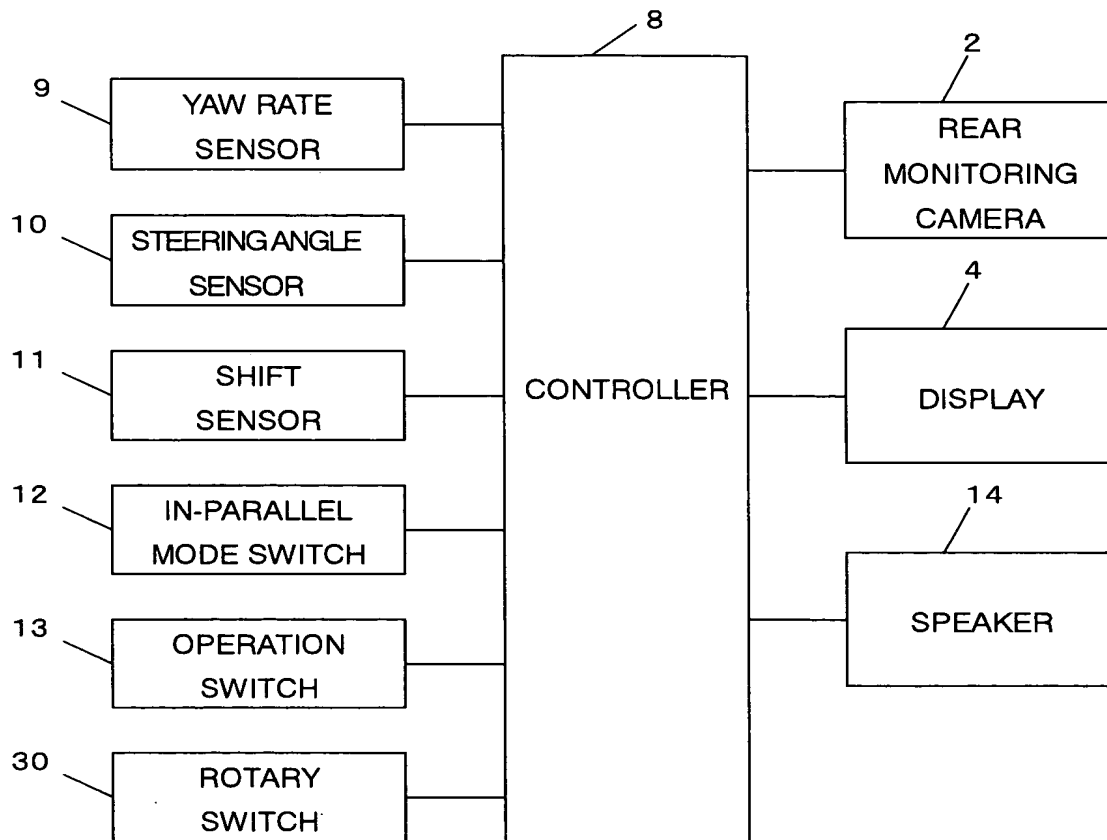 8
2
9
YAW RATE
SENSOR
REAR
MONITORING
CAMERA
10
STEERING ANGLE
SENSOR
4
11
SHIFT
SENSOR
CONTROLLER
DISPLAY
12
IN-PARALLEL
MODE SWITCH
14
13
OPERATION
SWITCH
SPEAKER
30
ROTARY
SWITCH